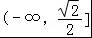 (-∞, √2/2]